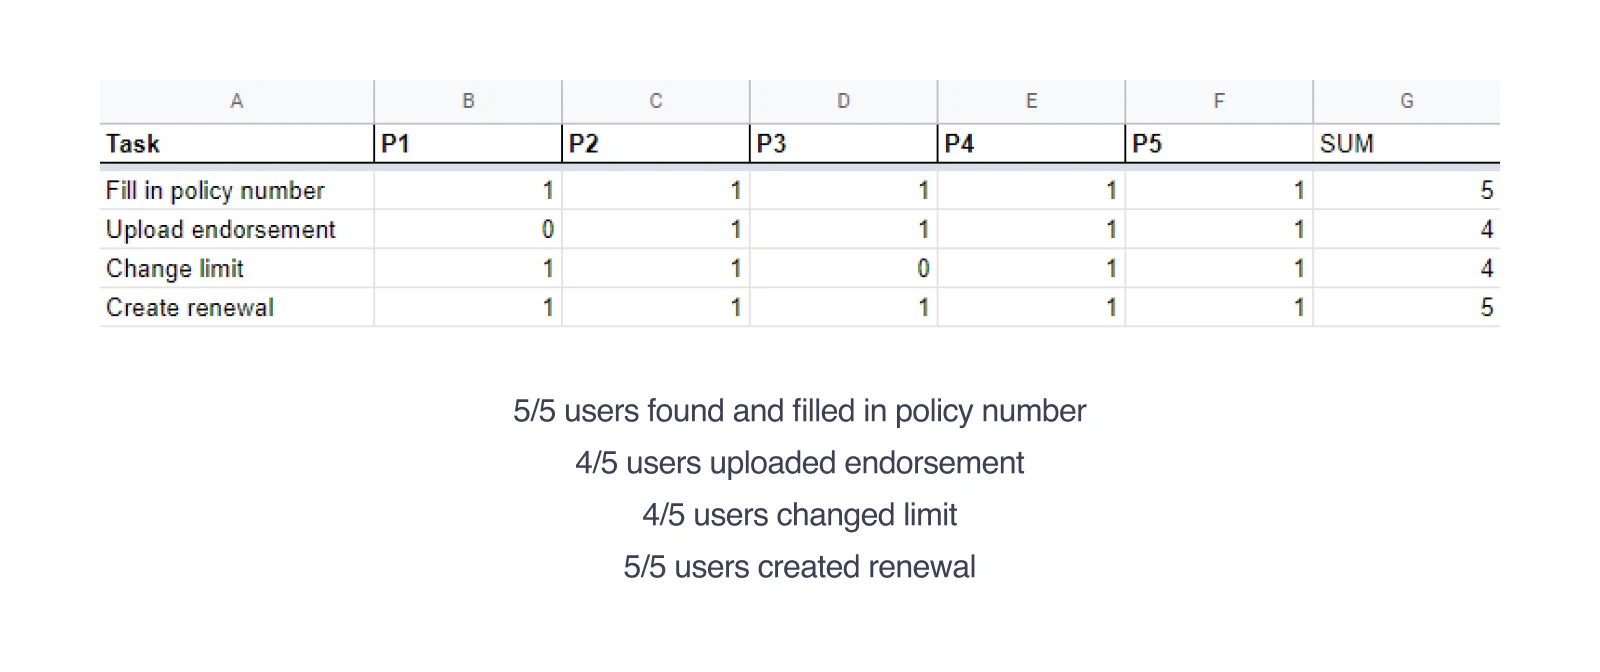 A B C D E F G
Task P1 P2 P3 P4 P5 SUM
Fill in policy number 1 1 1 1 1 5
Upload endorsement 0 1 1 1 1 4
Change limit 1 1 0 1 1 4
Create renewal 1 1 1 1 1 5
5/5 users found and filled in policy number
4/5 users uploaded endorsement
4/5 users changed limit
5/5 users created renewal